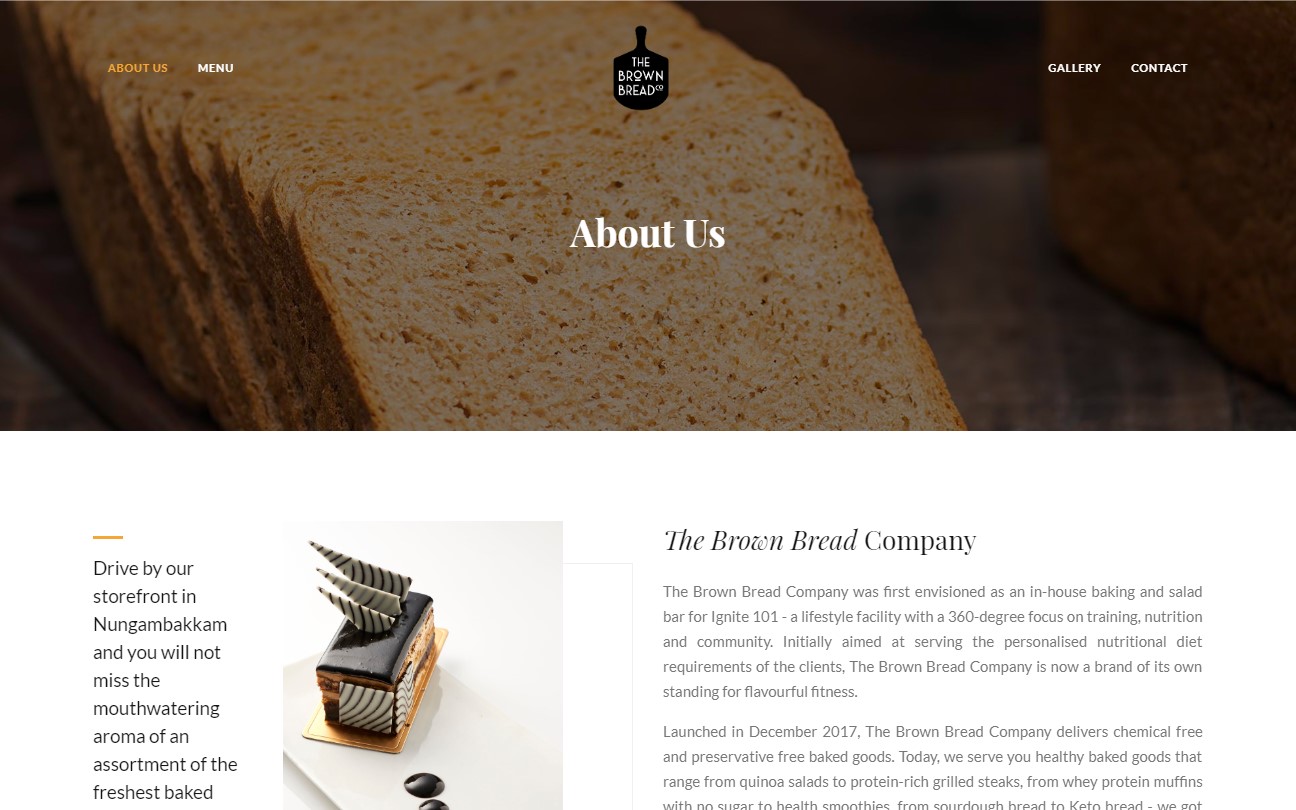 ABOUT US
MENU
THE
BROWN
BREAD CO
GALLERY
CONTACT
About Us
Drive by our
storefront in
Nungambakkam
and you will not
miss the
mouthwatering
aroma of an
assortment of the
freshest baked
The Brown Bread Company
The Brown Bread Company was first envisioned as an in-house baking and salad
bar for Ignite 101 - a lifestyle facility with a 360-degree focus on training, nutrition
and community. Initially aimed at serving the personalised nutritional diet
requirements of the clients, The Brown Bread Company is now a brand of its own
standing for flavourful fitness.
Launched in December 2017, The Brown Bread Company delivers chemical free
and preservative free baked goods. Today, we serve you healthy baked goods that
range from quinoa salads to protein-rich grilled steaks, from whey protein muffins
with no sugar to health smoothies, from sourdough bread to Keto bread - we got